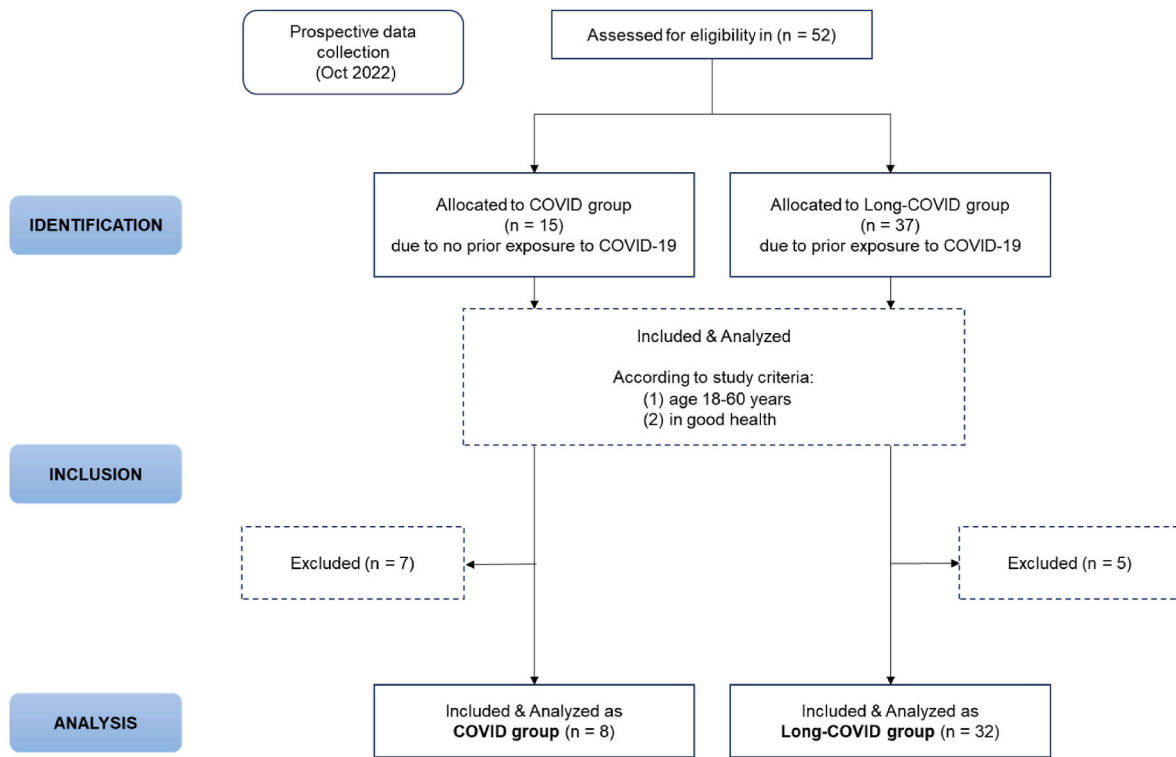 Prospective data
collection
(Oct 2022)
Assessed for eligibility in (n = 52)
IDENTIFICATION
Allocated to COVID group
(n = 15)
due to no prior exposure to COVID-19
Allocated to Long-COVID group
(n = 37)
due to prior exposure to COVID-19
Included & Analyzed
According to study criteria:
(1) age 18-60 years
(2) in good health
INCLUSION
Excluded (n = 7)
Excluded (n = 5)
ANALYSIS
Included & Analyzed as
COVID group (n = 8)
Included & Analyzed as
Long-COVID group (n = 32)